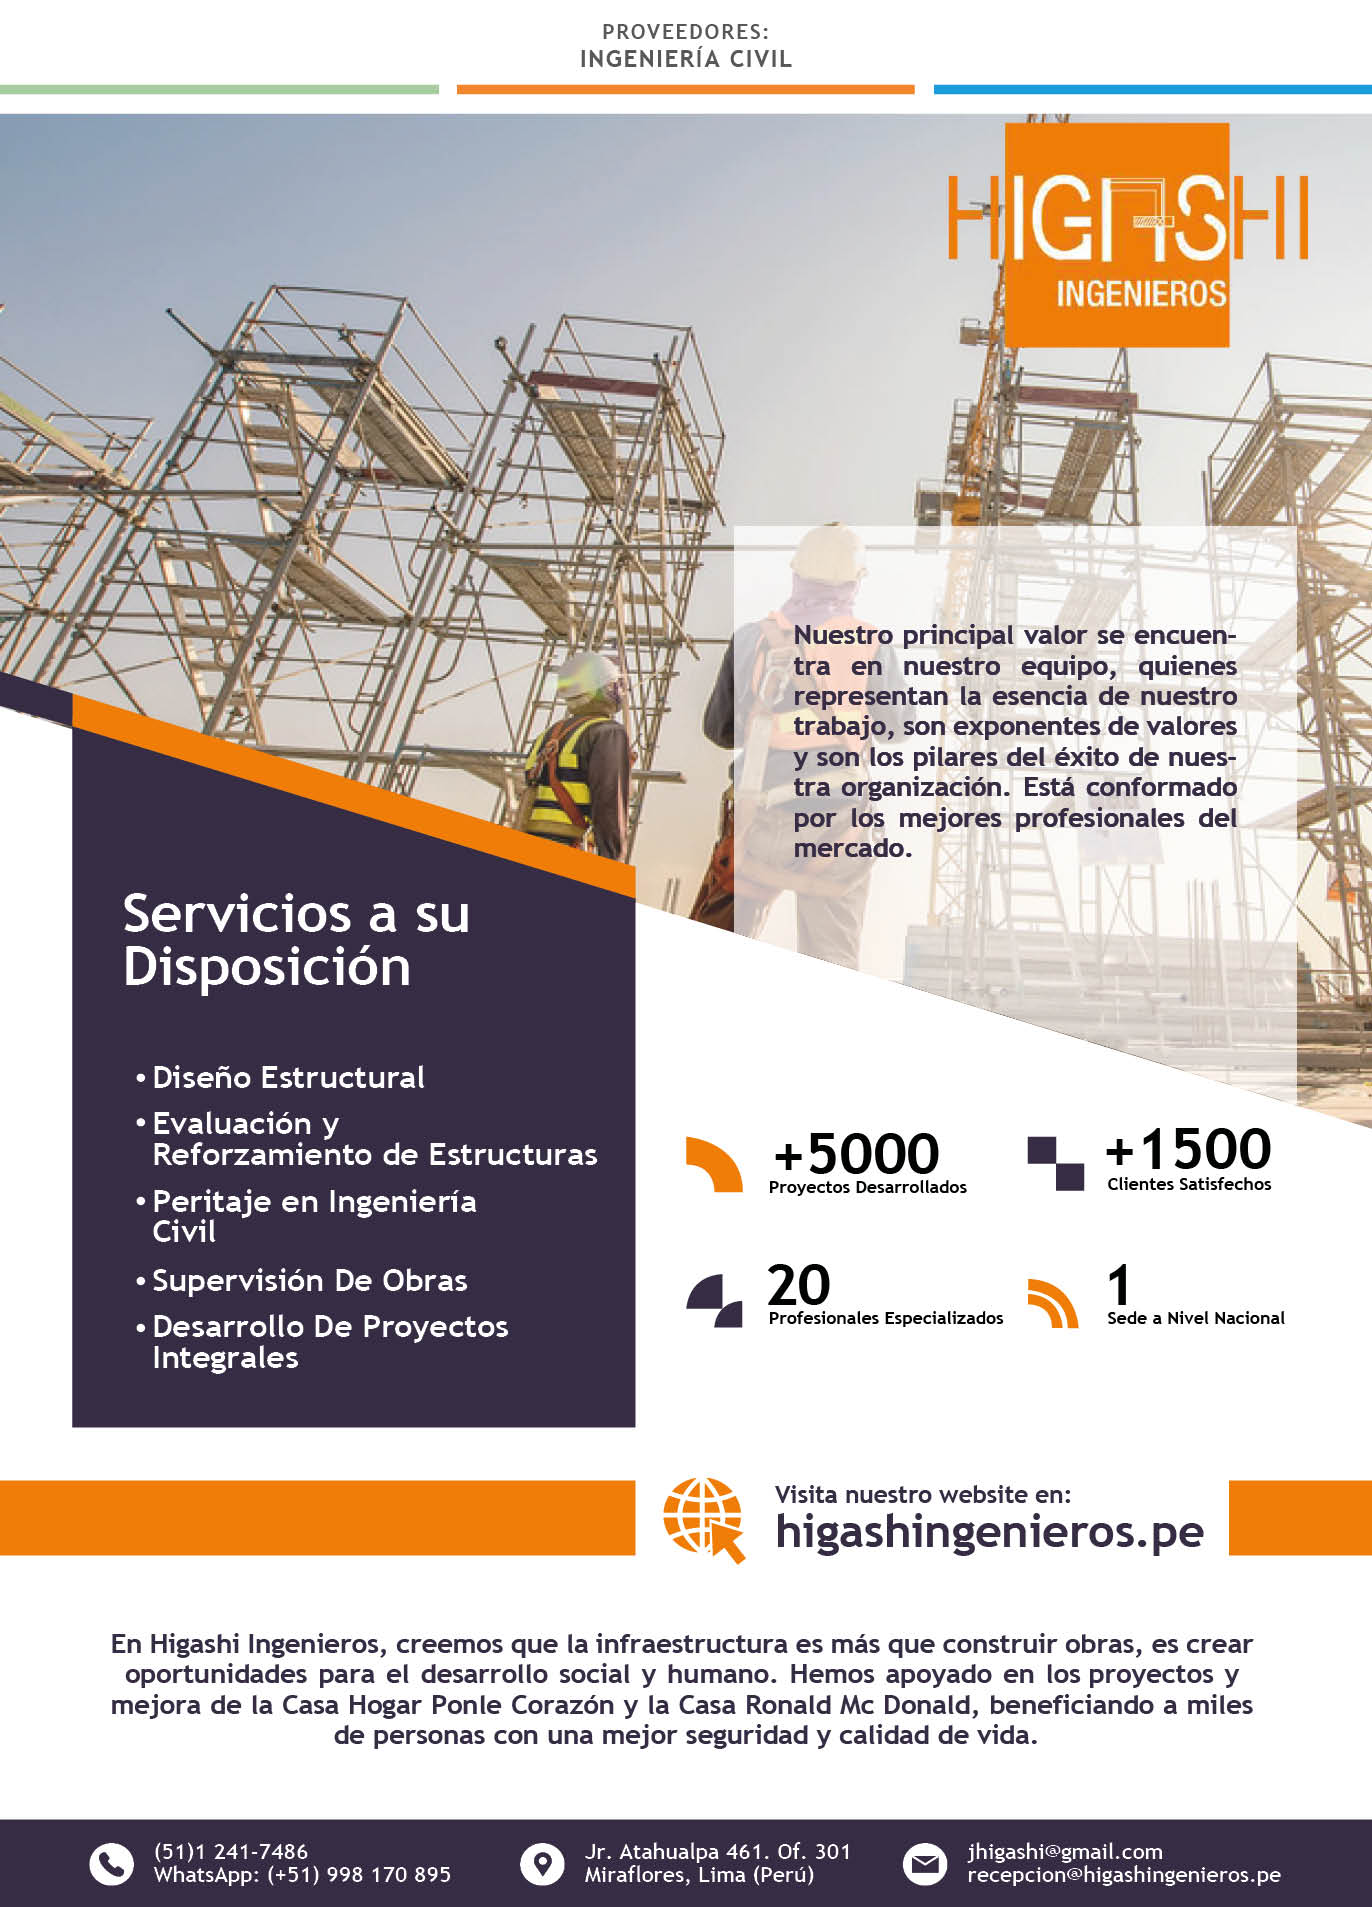 PROVEEDORES:
INGENIERÍA CIVIL
HIGASHI
INGENIEROS
Nuestro principal valor se encuen-
tra en nuestro equipo, quienes
representan la esencia de nuestro
trabajo, son exponentes de valores
y son los pilares del éxito de nues-
tra organización. Está conformado
por los mejores profesionales del
mercado.
Servicios a su
Disposición
• Diseño Estructural
• Evaluación y
Reforzamiento de Estructuras
• Peritaje en Ingeniería
Civil
• Supervisión De Obras
• Desarrollo De Proyectos
Integrales
+5000
Proyectos Desarrollados
+1500
Clientes Satisfechos
20
Profesionales Especializados
1
Sede a Nivel Nacional
Visita nuestro website en:
higashingenieros.pe
En Higashi Ingenieros, creemos que la infraestructura es más que construir obras, es crear
oportunidades para el desarrollo social y humano. Hemos apoyado en los proyectos y
mejora de la Casa Hogar Ponle Corazón y la Casa Ronald Mc Donald, beneficiando a miles
de personas con una mejor seguridad y calidad de vida.
(51)1 241-7486
WhatsApp: (+51) 998 170 895
Jr. Atahualpa 461. Of. 301
Miraflores, Lima (Perú)
jhigashi@gmail.com
recepcion@higashingenieros.pe